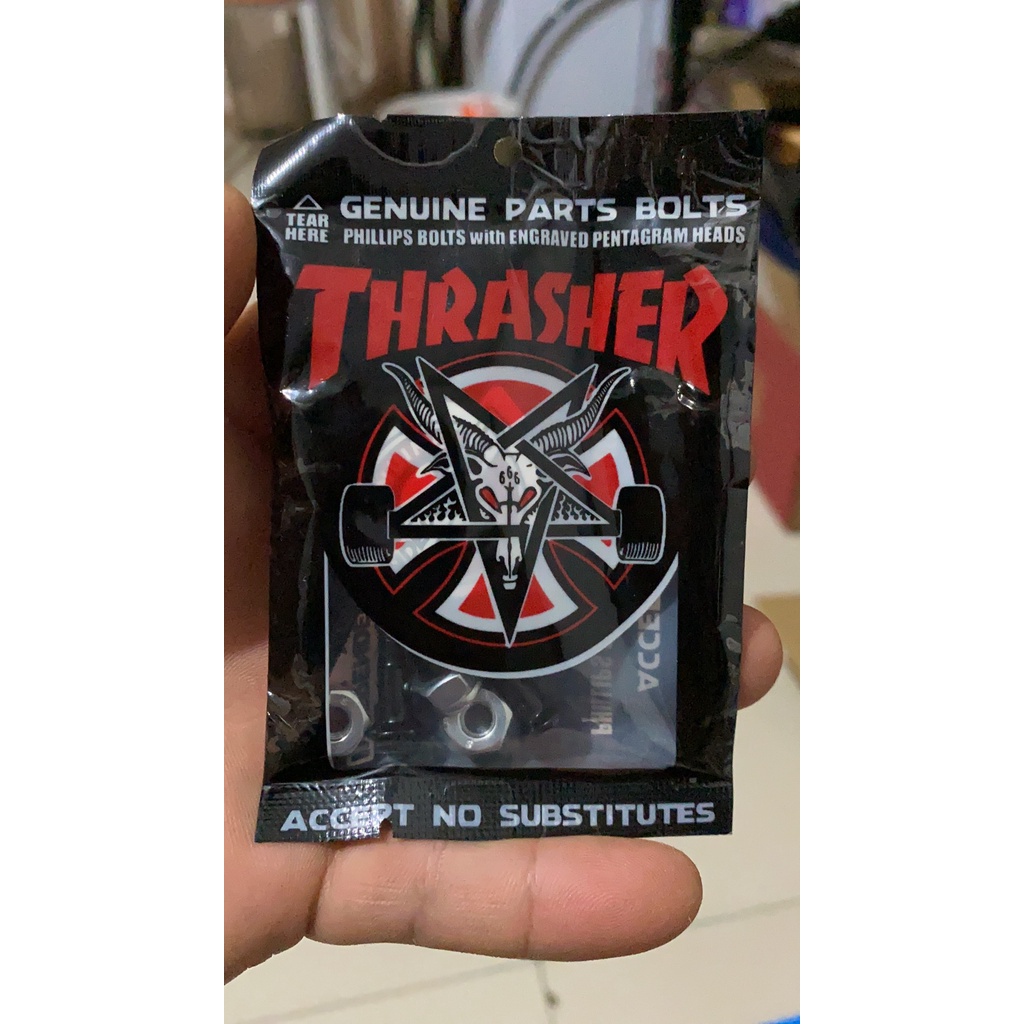 TEAR
HERE
GENUINE PARTS BOLTS
PHILLIPS BOLTS with ENGRAVED PENTAGRAM HEADS
THRASHER
666
ACCEPT NO SUBSTITUTES